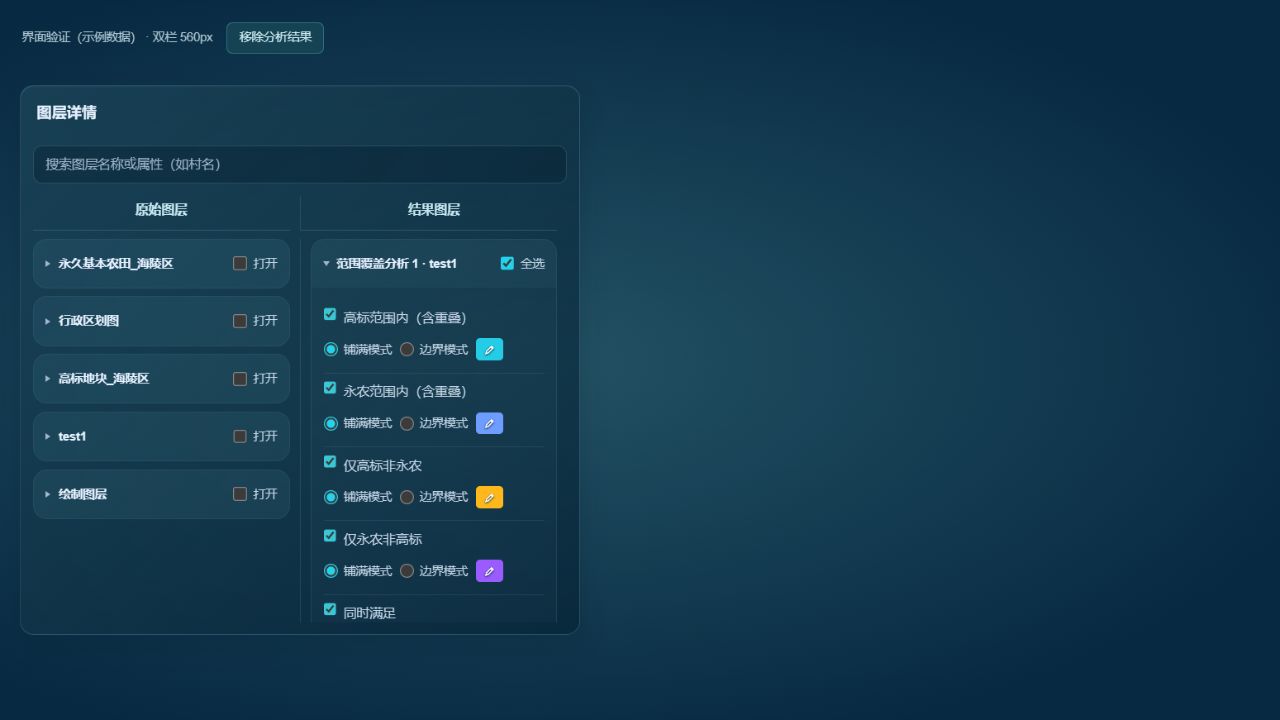 界面验证（示例数据） · 双栏 560px 移除分析结果
图层详情
搜索图层名称或属性（如村名）
原始图层
永久基本农田_海陵区 打开
行政区划图 打开
高标地块_海陵区 打开
test1 打开
绘制图层 打开
结果图层
范围覆盖分析 1 · test1 全选
高标范围内（含重叠）
铺满模式 边界模式
永农范围内（含重叠）
铺满模式 边界模式
仅高标非永农
铺满模式 边界模式
仅永农非高标
铺满模式 边界模式
同时满足